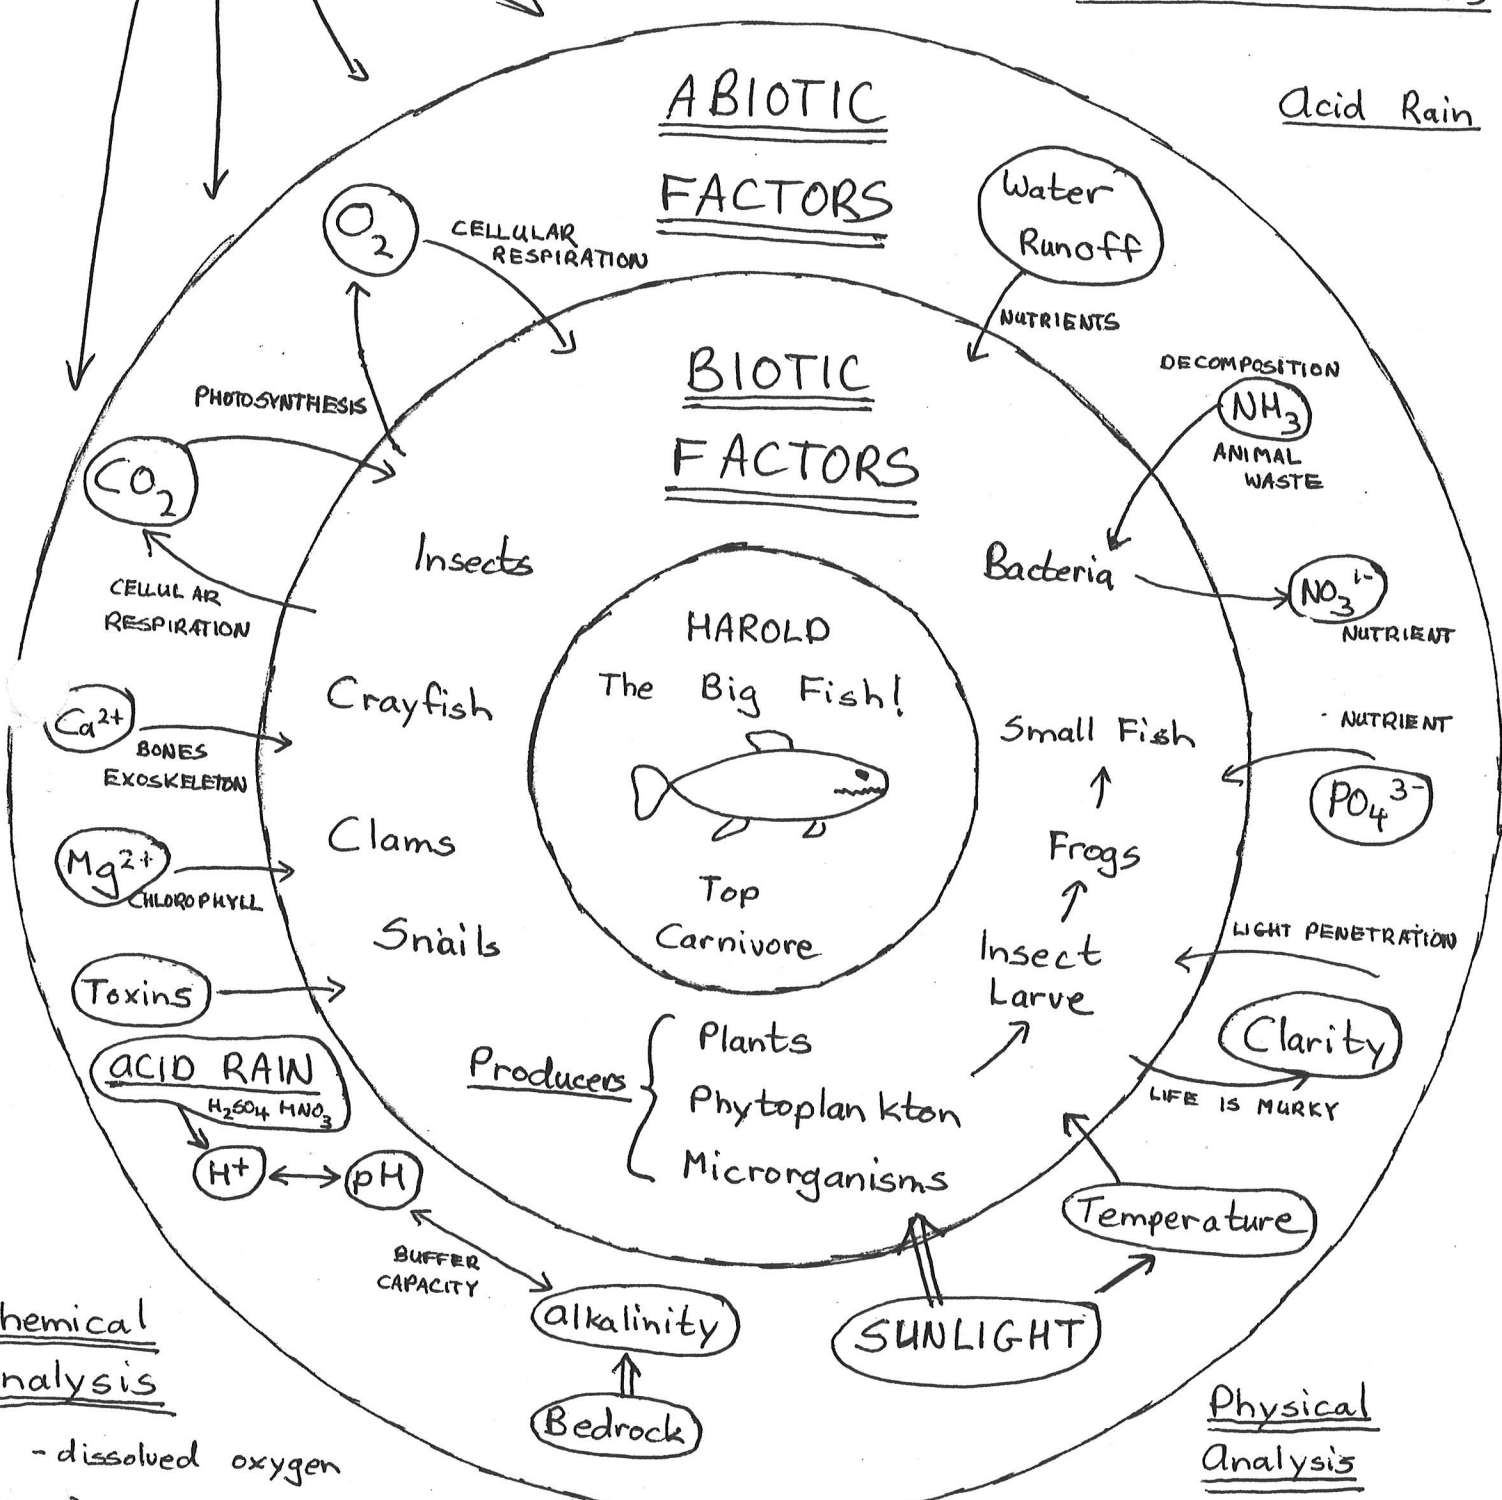 Acid Rain
ABIOTIC
FACTORS
O2
CELLULAR
RESPIRATION
Water
Runoff
NUTRIENTS
DECOMPOSITION
NH3
ANIMAL
WASTE
PHOTOSYNTHESIS
CO2
CELLULAR
RESPIRATION
BIOTIC
FACTORS
Insects
Bacteria
NO3 1-
NUTRIENT
HAROLD
The Big Fish!
Top
Carnivore
Crayfish
Clams
Snails
Small Fish
Frogs
Insect
Larve
Ca2+
BONES
EXOSKELETON
Mg2+
CHLOROPHYLL
Toxins
NUTRIENT
PO4 3-
LIGHT PENETRATION
Clarity
LIFE IS MURKY
Producers
Plants
Phytoplankton
Microrganisms
ACID RAIN
H2SO4 HNO3
H+
pH
BUFFER
CAPACITY
Alkalinity
Bedrock
SUNLIGHT
Temperature
hemical
nalysis
- dissolved oxygen
Physical
Analysis